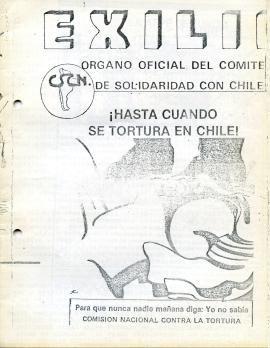 EXILI
ORGANO OFICIAL DEL COMITE
DE SOLIDARIDAD CON CHILE
CSCN.
¡HASTA CUANDO
SE TORTURA EN CHILE!
Para que nunca nadie mañana diga: Yo no sabia
COMISION NACIONAL CONTRA LA TORTURA